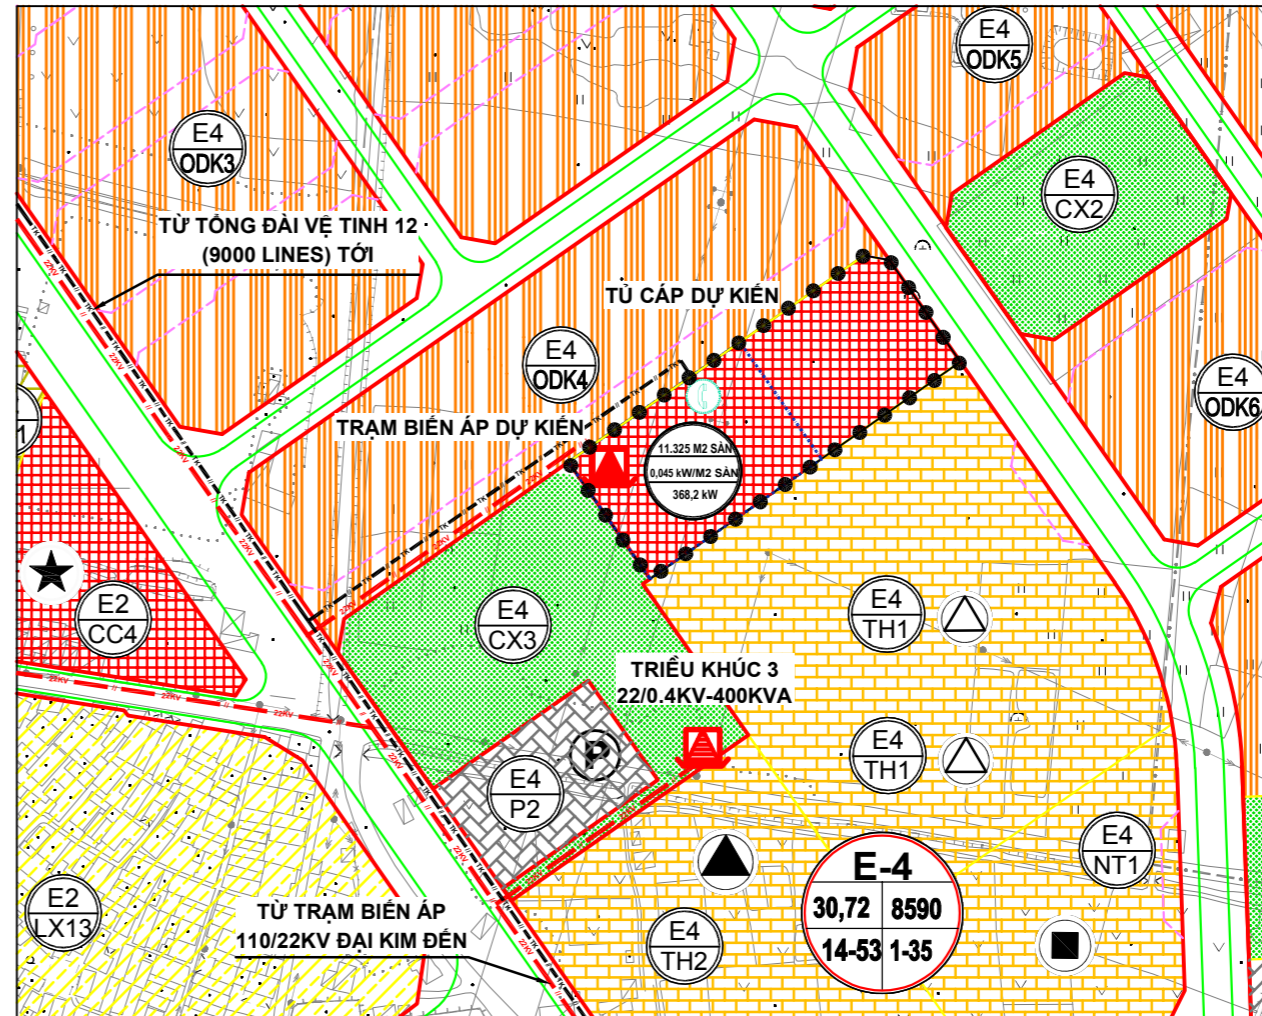 E4
ODK5
E4
ODK3
E4
CX2
TỪ TỔNG ĐÀI VỆ TINH 12
(9000 LINES) TỚI
TỦ CÁP DỰ KIẾN
E4
ODK4
E4
ODK6
TRẠM BIẾN ÁP DỰ KIẾN
11.325 M2 SÀN
0,045 kW/M2 SÀN
368,2 kW
E2
CC4
E4
CX3
E4
TH1
TRIỀU KHÚC 3
22/0.4KV-400KVA
E4
TH1
E4
P2
P
E4
NT1
E-4
30,72 8590
14-53 1-35
E2
LX13
TỪ TRẠM BIẾN ÁP
110/22KV ĐẠI KIM ĐẾN
E4
TH2
22KV
TK